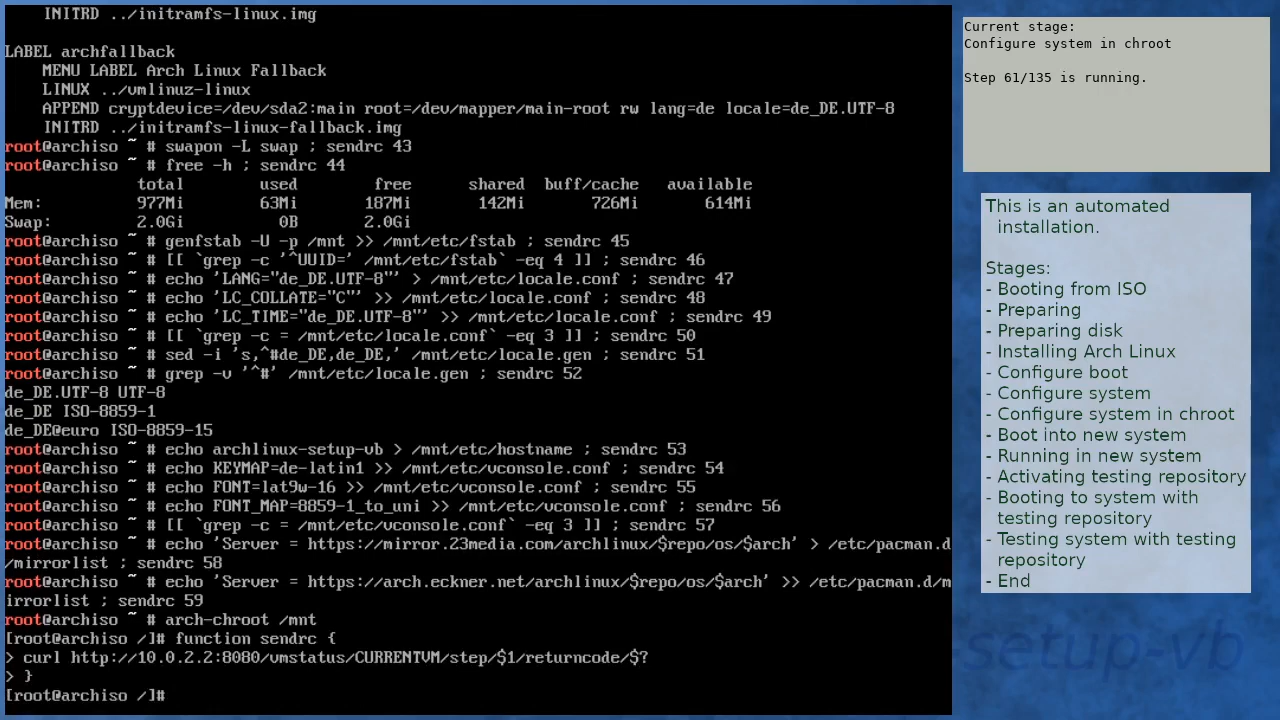 INITRD ../initramfs-linux.img

LABEL archfallback
    MENU LABEL Arch Linux Fallback
    LINUX ../vmlinuz-linux
    APPEND cryptdevice=/dev/sda2:main root=/dev/mapper/main-root rw lang=de locale=de_DE.UTF-8
    INITRD ../initramfs-linux-fallback.img
root@archiso ~ # swapon -L swap ; sendrc 43
root@archiso ~ # free -h ; sendrc 44
              total        used        free      shared  buff/cache   available
Mem:          977Mi        63Mi       187Mi       142Mi       726Mi       614Mi
Swap:         2.0Gi          0B       2.0Gi
root@archiso ~ # genfstab -U -p /mnt >> /mnt/etc/fstab ; sendrc 45
root@archiso ~ # [[ `grep -c '^UUID=' /mnt/etc/fstab` -eq 4 ]] ; sendrc 46
root@archiso ~ # echo 'LANG="de_DE.UTF-8"' > /mnt/etc/locale.conf ; sendrc 47
root@archiso ~ # echo 'LC_COLLATE="C"' >> /mnt/etc/locale.conf ; sendrc 48
root@archiso ~ # echo 'LC_TIME="de_DE.UTF-8"' >> /mnt/etc/locale.conf ; sendrc 49
root@archiso ~ # [[ `grep -c = /mnt/etc/locale.conf` -eq 3 ]] ; sendrc 50
root@archiso ~ # sed -i 's,^#de_DE,de_DE,' /mnt/etc/locale.gen ; sendrc 51
root@archiso ~ # grep -v '^#' /mnt/etc/locale.gen ; sendrc 52
de_DE.UTF-8 UTF-8
de_DE ISO-8859-1
de_DE@euro ISO-8859-15
root@archiso ~ # echo archlinux-setup-vb > /mnt/etc/hostname ; sendrc 53
root@archiso ~ # echo KEYMAP=de-latin1 >> /mnt/etc/vconsole.conf ; sendrc 54
root@archiso ~ # echo FONT=lat9w-16 >> /mnt/etc/vconsole.conf ; sendrc 55
root@archiso ~ # echo FONT_MAP=8859-1_to_uni >> /mnt/etc/vconsole.conf ; sendrc 56
root@archiso ~ # [[ `grep -c = /mnt/etc/vconsole.conf` -eq 3 ]] ; sendrc 57
root@archiso ~ # echo 'Server = https://mirror.23media.com/archlinux/$repo/os/$arch' > /etc/pacman.d
/mirrorlist ; sendrc 58
root@archiso ~ # echo 'Server = https://arch.eckner.net/archlinux/$repo/os/$arch' >> /etc/pacman.d/m
irrorlist ; sendrc 59
root@archiso ~ # arch-chroot /mnt
[root@archiso /]# function sendrc {
> curl http://10.0.2.2:8080/vmstatus/CURRENTVM/step/$1/returncode/$?
> }
[root@archiso /]#
Current stage:
Configure system in chroot

Step 61/135 is running.
This is an automated
installation.

Stages:
- Booting from ISO
- Preparing
- Preparing disk
- Installing Arch Linux
- Configure boot
- Configure system
- Configure system in chroot
- Boot into new system
- Running in new system
- Activating testing repository
- Booting to system with
testing repository
- Testing system with testing
repository
- End
setup-vb